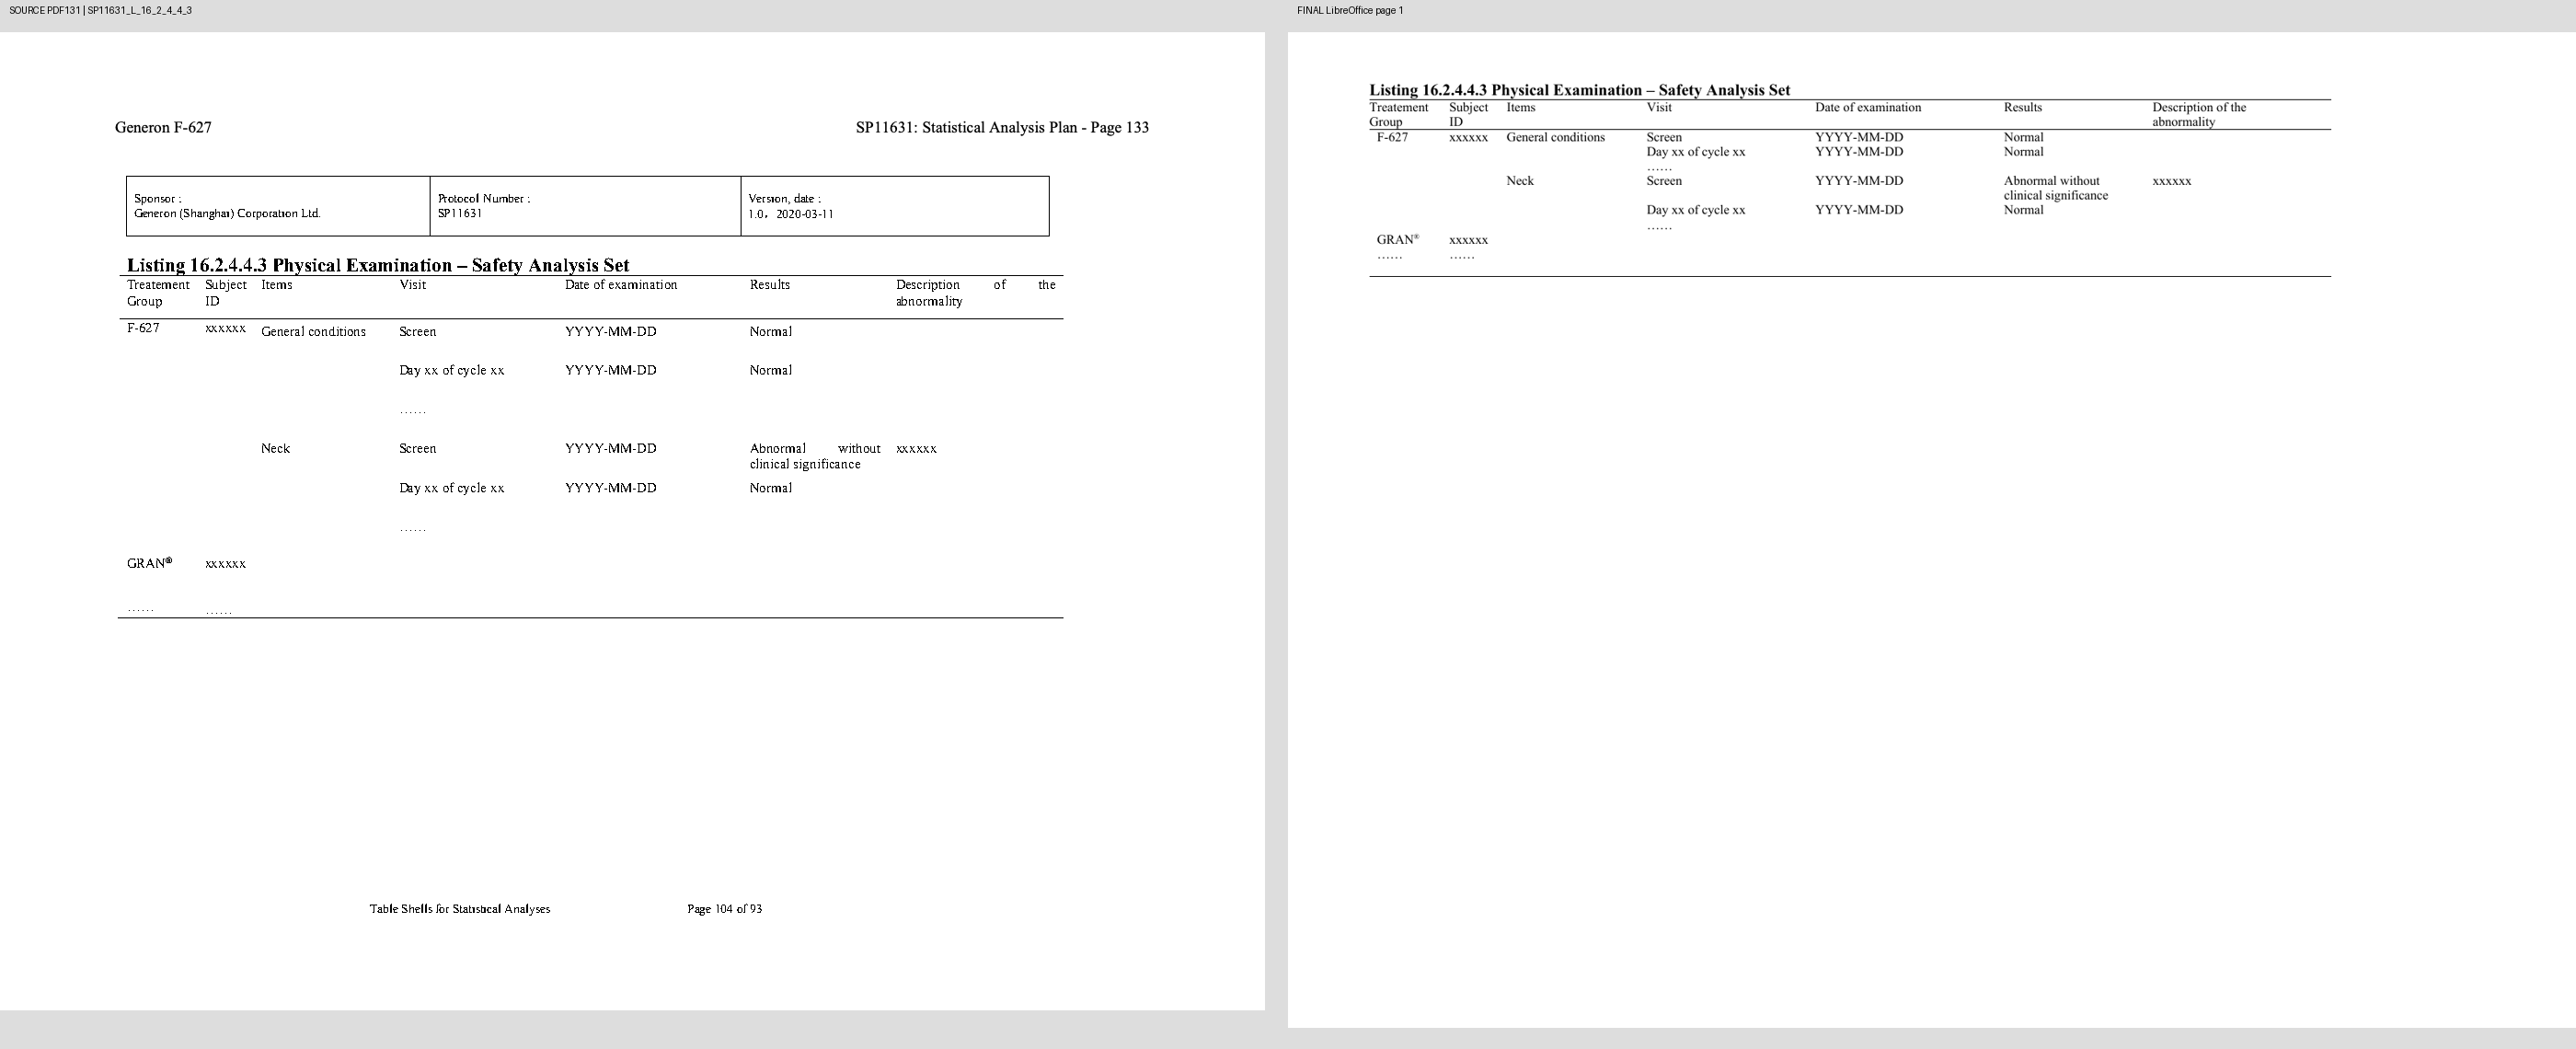 SOURCE PDF131 | SP11631_L_16_2_4_4_3
Generon F-627 SP11631: Statistical Analysis Plan - Page 133
Sponsor : Protocol Number : Version, date :
Generon (Shanghai) Corporation Ltd. SP11631 1.0，2020-03-11
Listing 16.2.4.4.3 Physical Examination – Safety Analysis Set
Treatement Subject Items Visit Date of examination Results Description of the
Group ID abnormality
F-627 xxxxxx General conditions Screen YYYY-MM-DD Normal
Day xx of cycle xx YYYY-MM-DD Normal
……
Neck Screen YYYY-MM-DD Abnormal without xxxxxx
clinical significance
Day xx of cycle xx YYYY-MM-DD Normal
……
GRAN® xxxxxx
…… ……
Table Shells for Statistical Analyses Page 104 of 93
FINAL LibreOffice page 1
Listing 16.2.4.4.3 Physical Examination – Safety Analysis Set
Treatement Subject Items Visit Date of examination Results Description of the
Group ID abnormality
F-627 xxxxxx General conditions Screen YYYY-MM-DD Normal
Day xx of cycle xx YYYY-MM-DD Normal
……
Neck Screen YYYY-MM-DD Abnormal without xxxxxx
clinical significance
Day xx of cycle xx YYYY-MM-DD Normal
……
GRAN® xxxxxx
…… ……